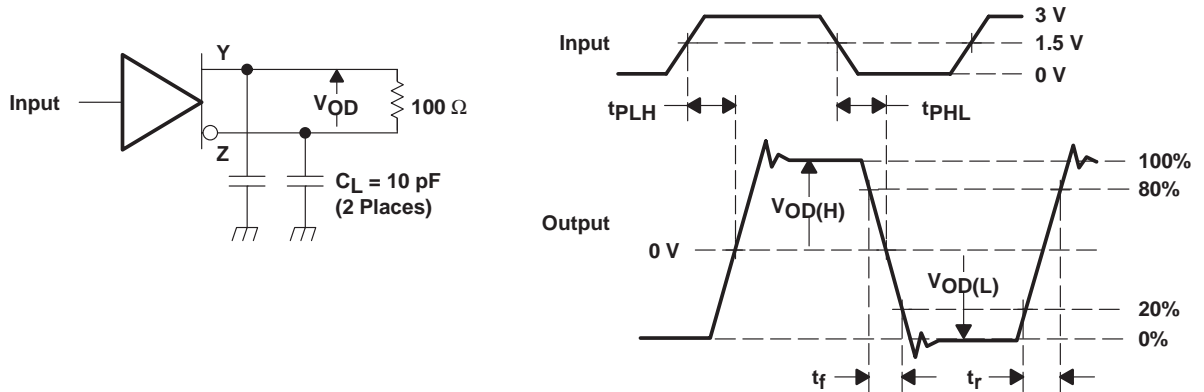 Input
Y
Z
VOD
100 Ω
CL = 10 pF
(2 Places)
Input
3 V
1.5 V
0 V
tPLH
tPHL
Output
100%
80%
VOD(H)
0 V
VOD(L)
20%
0%
tf
tr